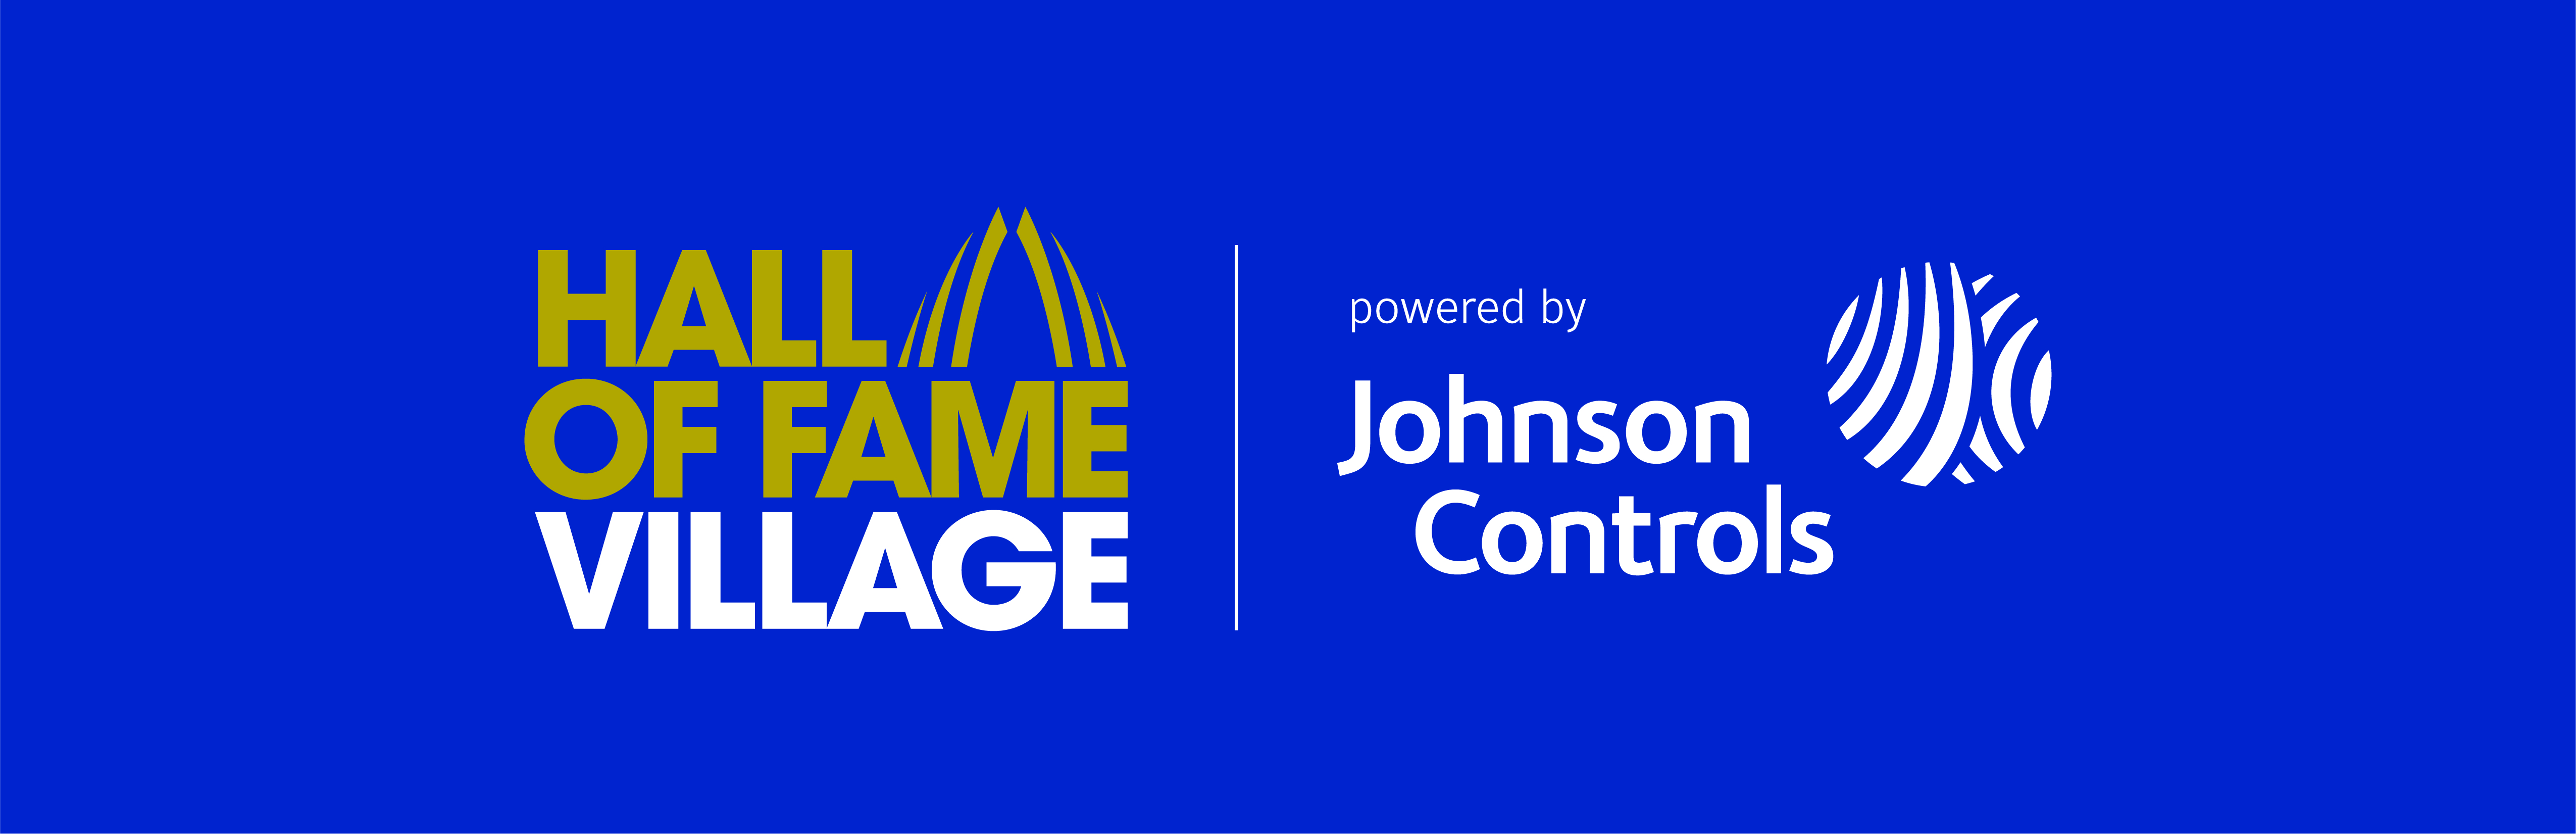 HALL
OF FAME
VILLAGE
powered by
Johnson
Controls